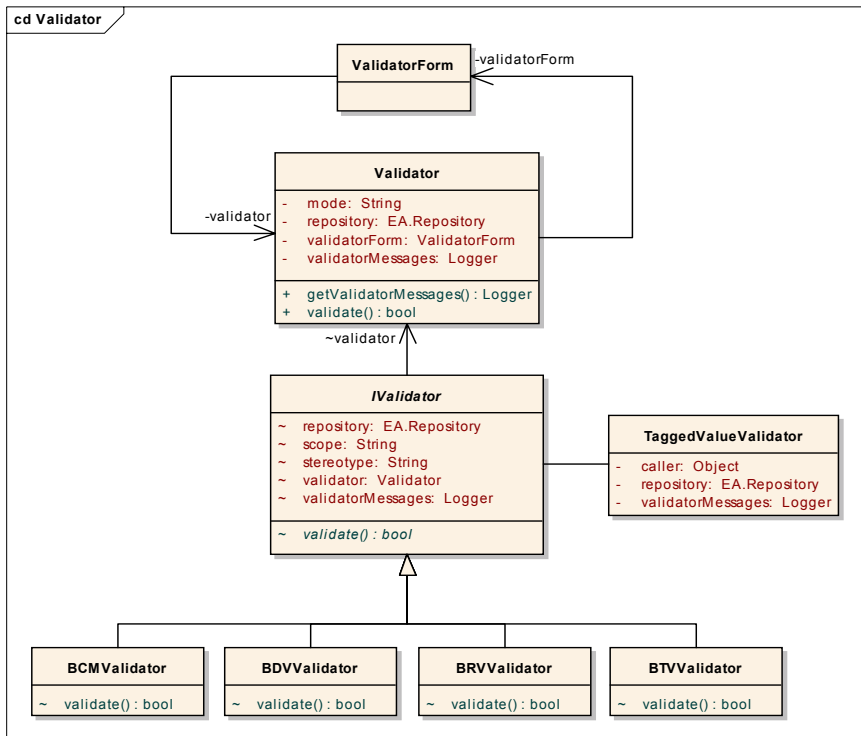 cd Validator
ValidatorForm
-validatorForm
-validator
Validator
- mode: String
- repository: EA.Repository
- validatorForm: ValidatorForm
- validatorMessages: Logger
+ getValidatorMessages() : Logger
+ validate() : bool
~validator
IValidator
~ repository: EA.Repository
~ scope: String
~ stereotype: String
~ validator: Validator
~ validatorMessages: Logger
~ validate() : bool
TaggedValueValidator
- caller: Object
- repository: EA.Repository
- validatorMessages: Logger
BCMValidator
~ validate() : bool
BDVValidator
~ validate() : bool
BRVValidator
~ validate() : bool
BTVValidator
~ validate() : bool